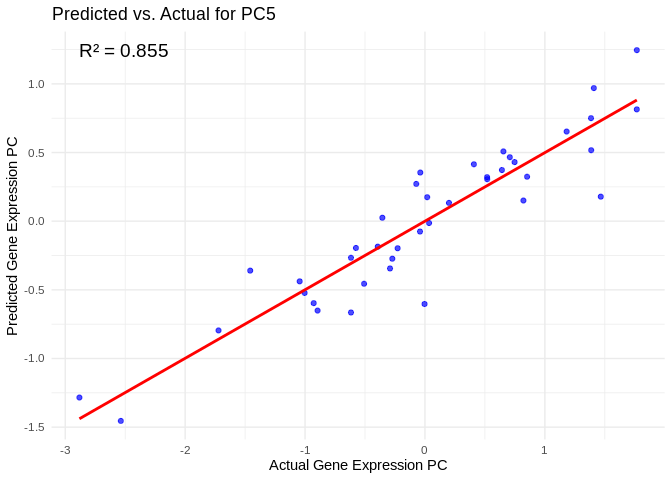 Predicted vs. Actual for PC5
R² = 0.855
Predicted Gene Expression PC
1.0
0.5
0.0
-0.5
-1.0
-1.5
-3 -2 -1 0 1
Actual Gene Expression PC